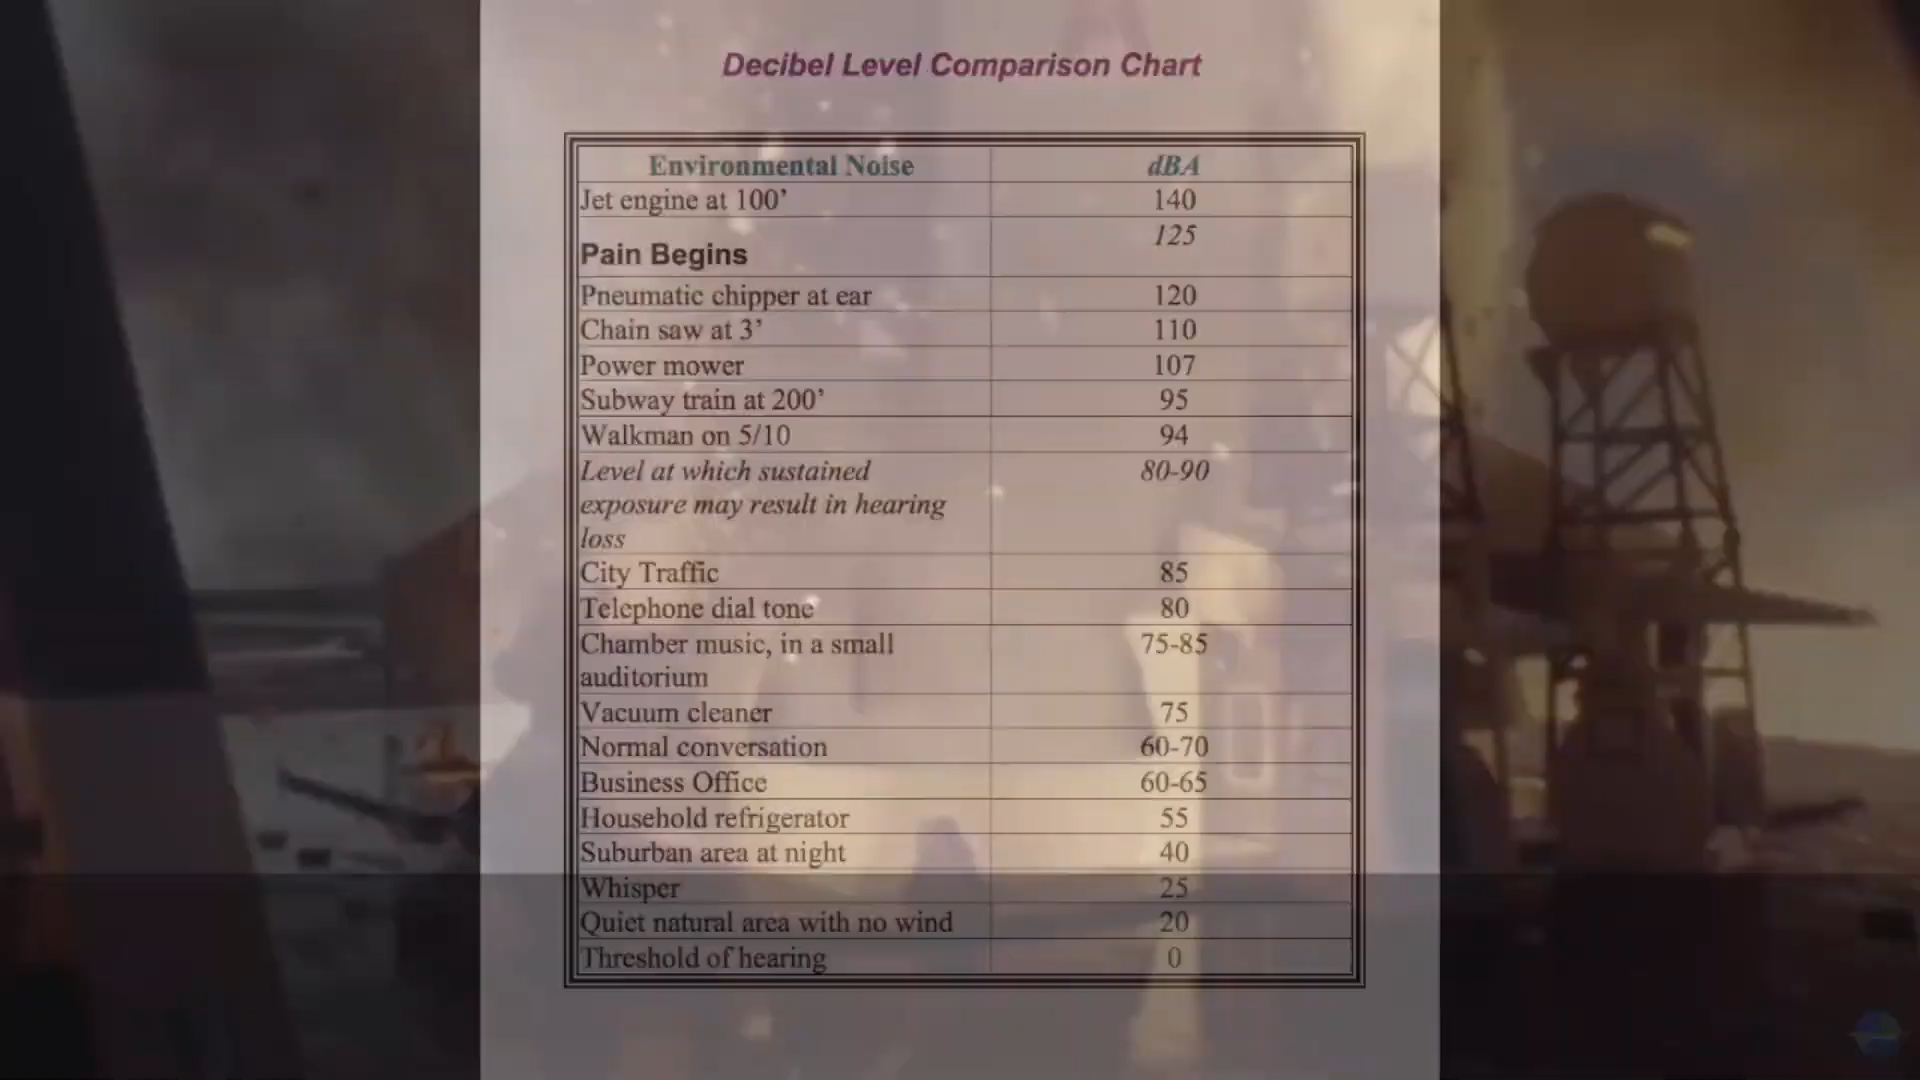 Decibel Level Comparison Chart
Environmental Noise dBA
Jet engine at 100’ 140
Pain Begins 125
Pneumatic chipper at ear 120
Chain saw at 3’ 110
Power mower 107
Subway train at 200’ 95
Walkman on 5/10 94
Level at which sustained 80-90
exposure may result in hearing
loss
City Traffic 85
Telephone dial tone 80
Chamber music, in a small 75-85
auditorium
Vacuum cleaner 75
Normal conversation 60-70
Business Office 60-65
Household refrigerator 55
Suburban area at night 40
Whisper 25
Quiet natural area with no wind 20
Threshold of hearing 0